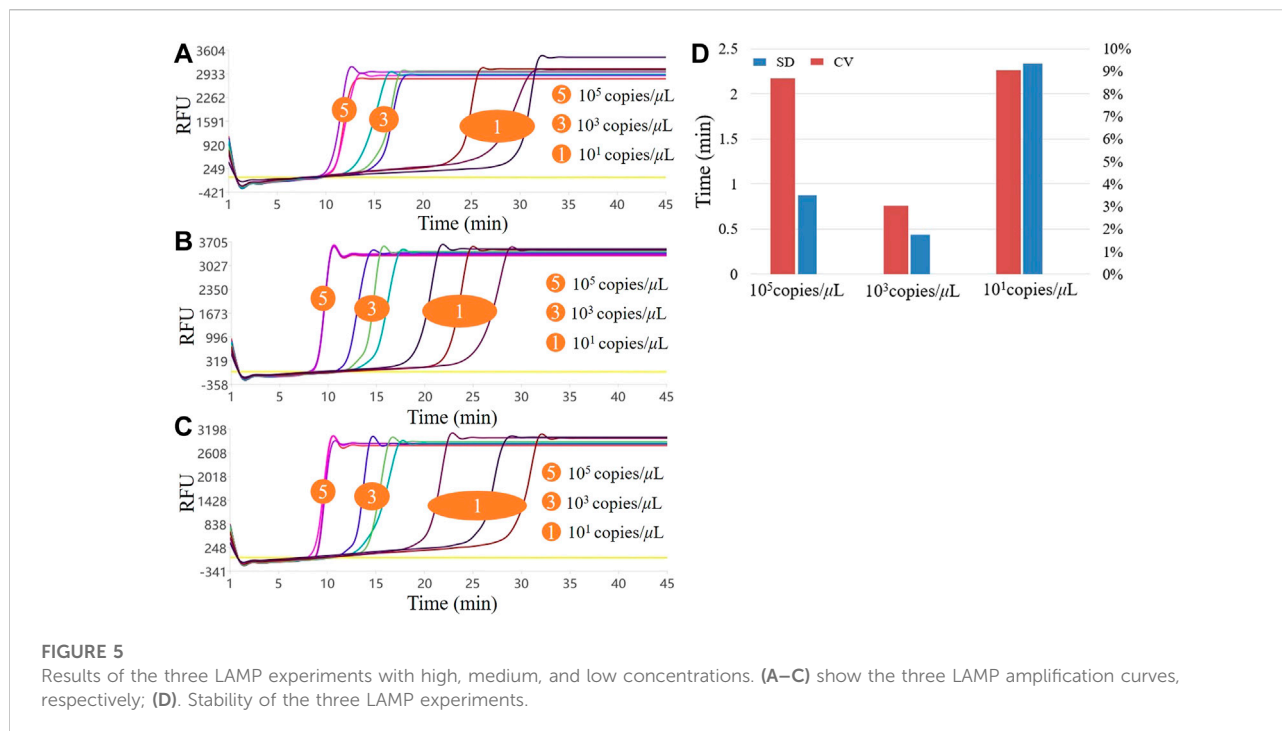 A
3604
2933
2262
1591
920
249
-421
RFU
5
3
1
5 10⁵ copies/μL
3 10³ copies/μL
1 10¹ copies/μL
1 5 10 15 20 25 30 35 40 45
Time (min)
B
3705
3027
2350
1673
996
319
-358
RFU
5
3
1
5 10⁵ copies/μL
3 10³ copies/μL
1 10¹ copies/μL
1 5 10 15 20 25 30 35 40 45
Time (min)
C
3198
2608
2018
1428
838
248
-341
RFU
5
3
1
5 10⁵ copies/μL
3 10³ copies/μL
1 10¹ copies/μL
1 5 10 15 20 25 30 35 40 45
Time (min)
D
SD CV
2.5
2
1.5
1
0.5
0
Time (min)
10%
9%
8%
7%
6%
5%
4%
3%
2%
1%
0%
10⁵copies/μL 10³copies/μL 10¹copies/μL
FIGURE 5
Results of the three LAMP experiments with high, medium, and low concentrations. (A–C) show the three LAMP amplification curves,
respectively; (D). Stability of the three LAMP experiments.